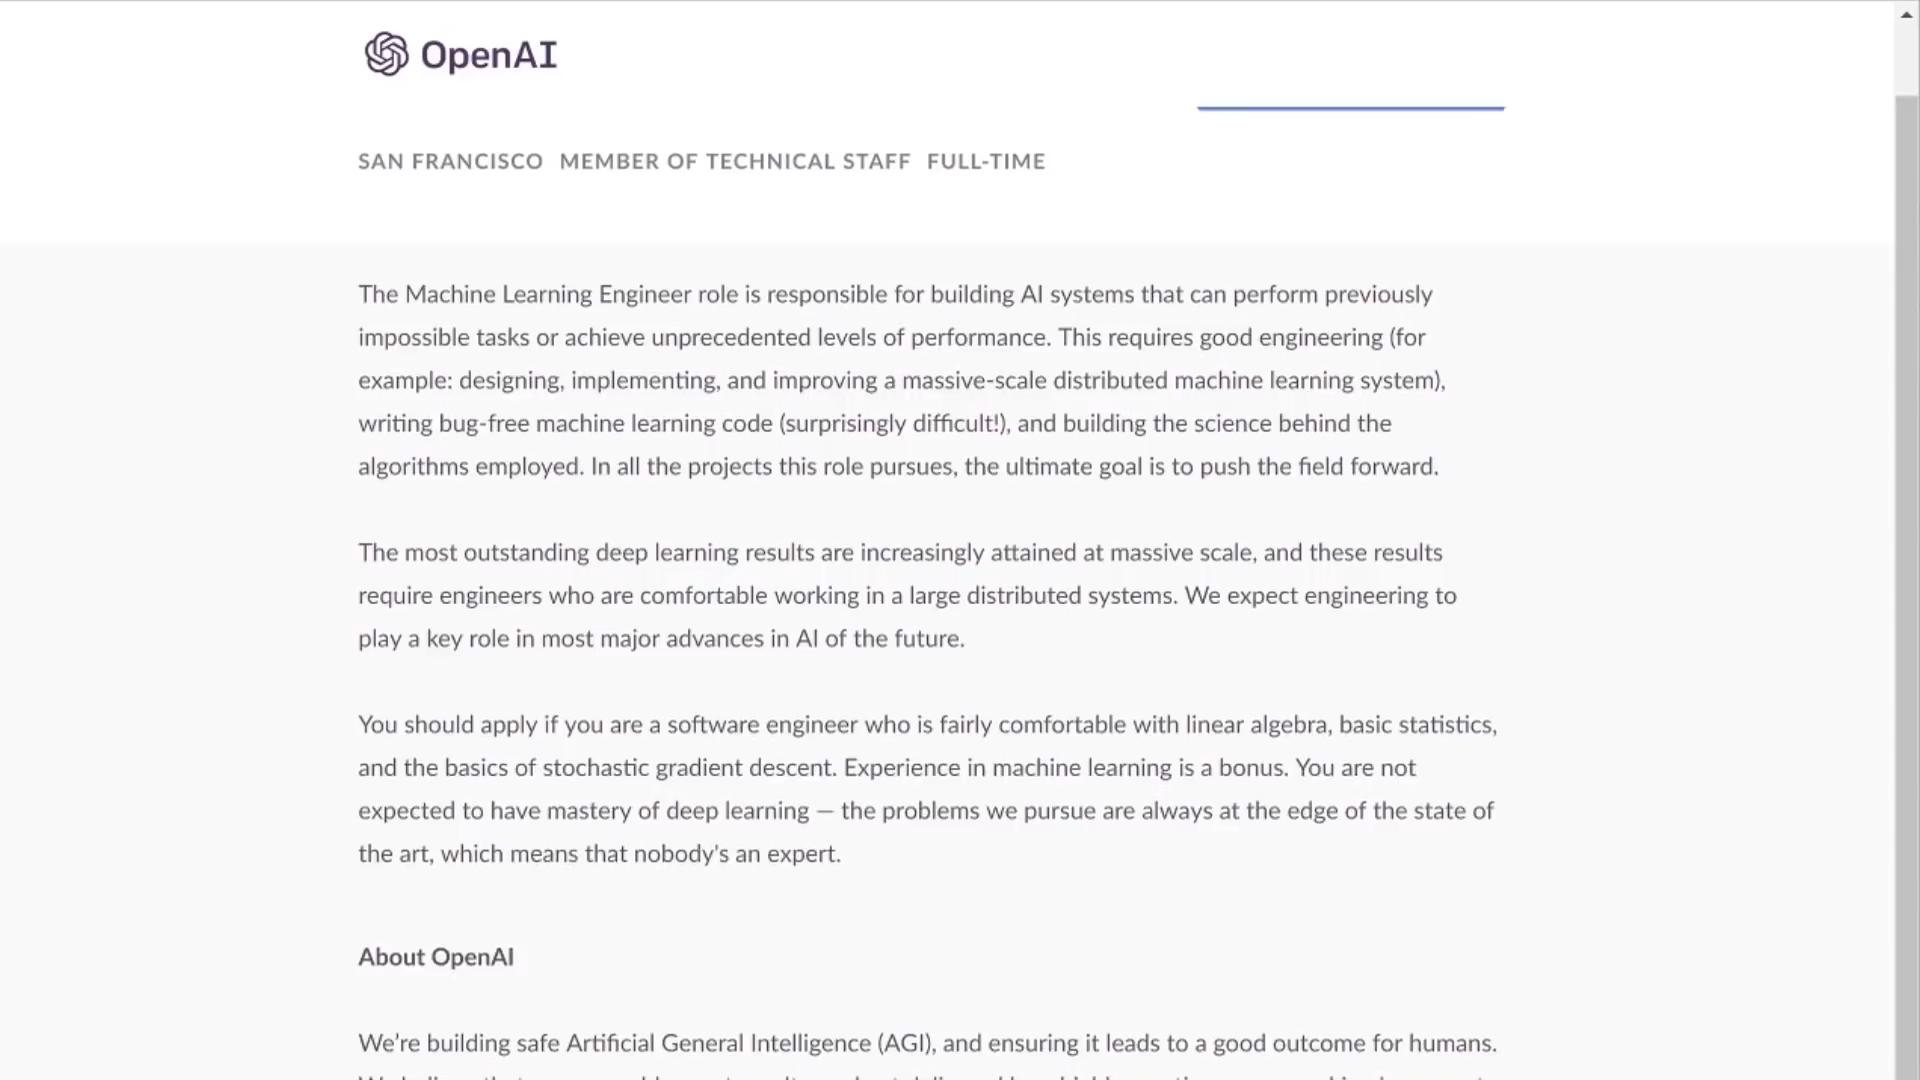 OpenAI
SAN FRANCISCO MEMBER OF TECHNICAL STAFF FULL-TIME
The Machine Learning Engineer role is responsible for building AI systems that can perform previously
impossible tasks or achieve unprecedented levels of performance. This requires good engineering (for
example: designing, implementing, and improving a massive-scale distributed machine learning system),
writing bug-free machine learning code (surprisingly difficult!), and building the science behind the
algorithms employed. In all the projects this role pursues, the ultimate goal is to push the field forward.
The most outstanding deep learning results are increasingly attained at massive scale, and these results
require engineers who are comfortable working in a large distributed systems. We expect engineering to
play a key role in most major advances in AI of the future.
You should apply if you are a software engineer who is fairly comfortable with linear algebra, basic statistics,
and the basics of stochastic gradient descent. Experience in machine learning is a bonus. You are not
expected to have mastery of deep learning — the problems we pursue are always at the edge of the state of
the art, which means that nobody's an expert.
About OpenAI
We’re building safe Artificial General Intelligence (AGI), and ensuring it leads to a good outcome for humans.